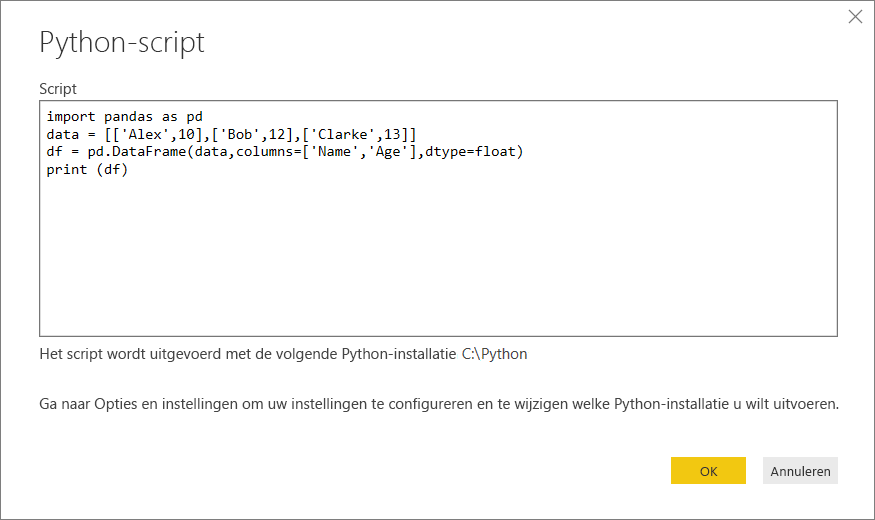 Python-script
Script
import pandas as pd
data = [['Alex',10],['Bob',12],['Clarke',13]]
df = pd.DataFrame(data,columns=['Name','Age'],dtype=float)
print (df)
Het script wordt uitgevoerd met de volgende Python-installatie C:\Python
Ga naar Opties en instellingen om uw instellingen te configureren en te wijzigen welke Python-installatie u wilt uitvoeren.
OK
Annuleren